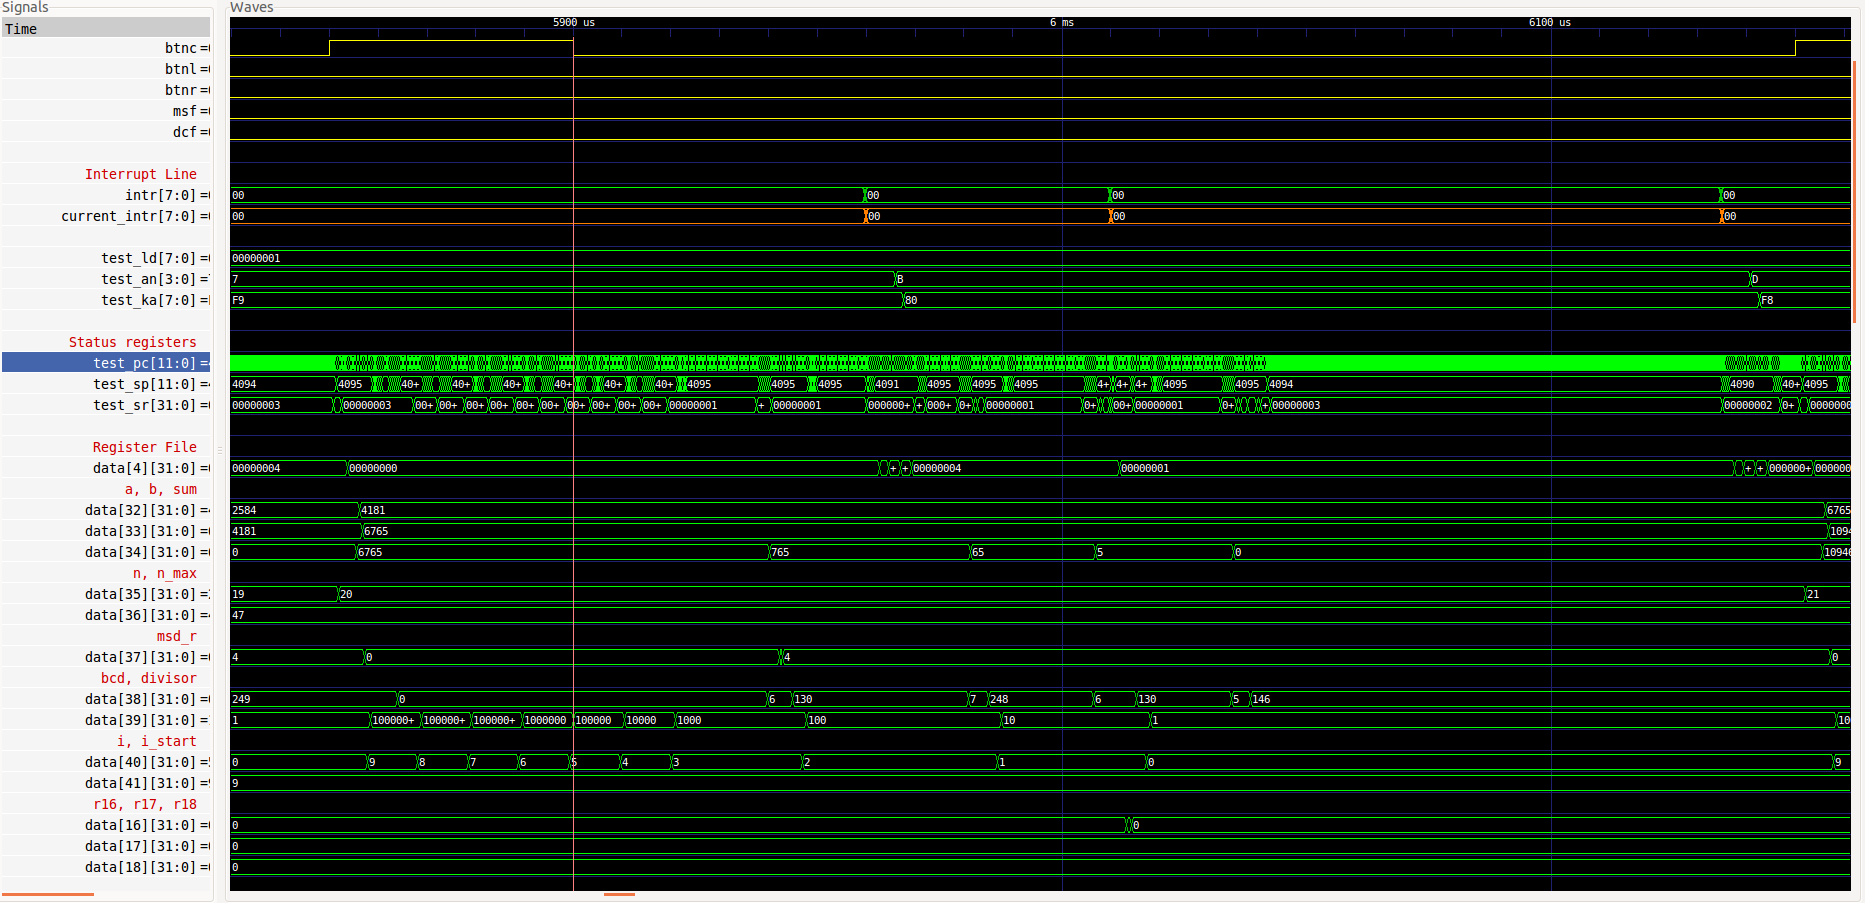 Signals Waves
Time 5900 us 6 ms 6100 us
btnc =
btnl =
btnr =
msf =
dcf =
Interrupt Line
intr[7:0] = 00 00 00 00
current_intr[7:0] = 00 00 00 00
test_ld[7:0] = 00000001
test_an[3:0] = 7 B D
test_ka[7:0] = F9 80 F8
Status registers
test_pc[11:0] =
test_sp[11:0] = 4094 4095 40+ 40+ 40+ 40+ 40+ 40+ 4095 4095 4095 4091 4095 4095 4095 4+ 4+ 4+ 4095 4095 4094 4090 40+ 4095
test_sr[31:0] = 00000003 00000003 00+ 00+ 00+ 00+ 00+ 00+ 00+ 00+ 00+ 00+ 00000001 + 00000001 000000+ + 000+ 0+ 00000001 0+ 00+ 00000001 0+ + 00000003 00000002 0+ 0000000
Register File
data[4][31:0] = 00000004 00000000 + + 00000004 00000001 + + 000000+ 000000
a, b, sum
data[32][31:0] = 2584 4181 6765
data[33][31:0] = 4181 6765 1094
data[34][31:0] = 0 6765 765 65 5 0 10946
n, n_max
data[35][31:0] = 19 20 21
data[36][31:0] = 47
msd_r
data[37][31:0] = 4 0 4 0
bcd, divisor
data[38][31:0] = 249 0 6 130 7 248 6 130 5 146
data[39][31:0] = 1 100000+ 100000+ 100000+ 1000000 100000 10000 1000 100 10 1 10
i, i_start
data[40][31:0] = 0 9 8 7 6 5 4 3 2 1 0 9
data[41][31:0] = 9
r16, r17, r18
data[16][31:0] = 0 0
data[17][31:0] = 0
data[18][31:0] = 0